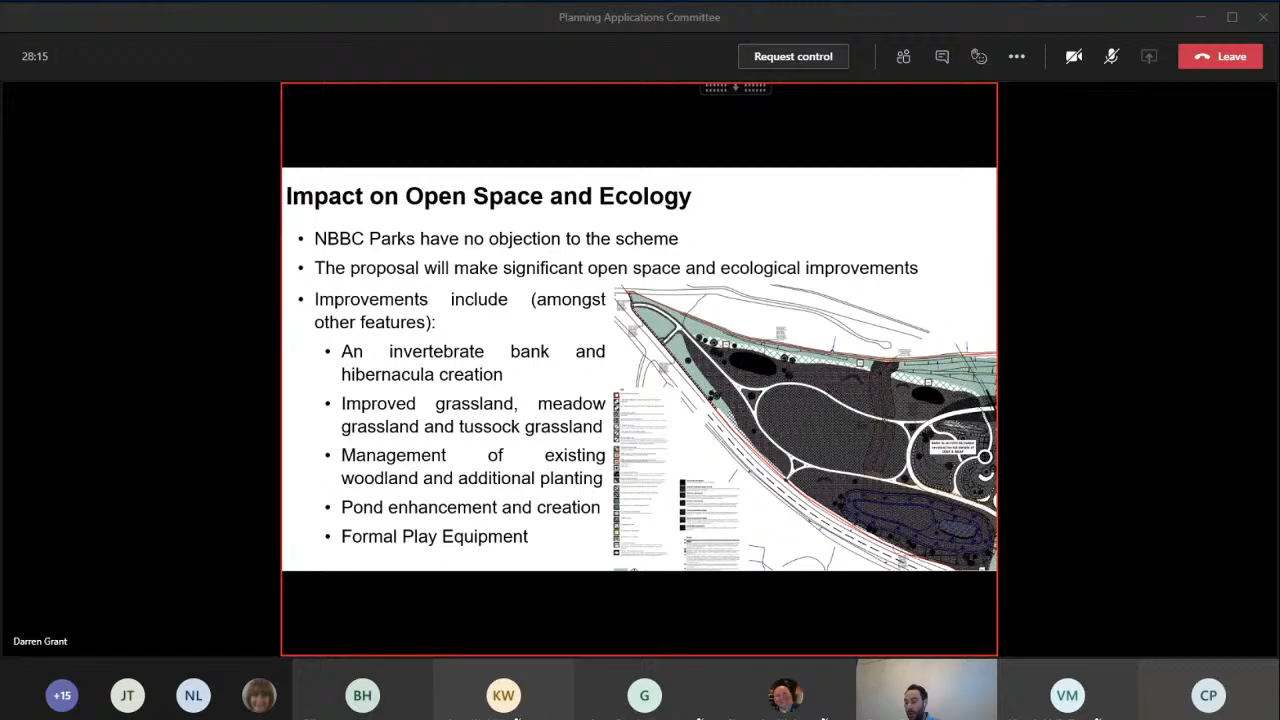 Planning Applications Committee
28:15
Request control
Leave
Impact on Open Space and Ecology
• NBBC Parks have no objection to the scheme
• The proposal will make significant open space and ecological improvements
• Improvements include (amongst
other features):
• An invertebrate bank and
hibernacula creation
• Improved grassland, meadow
grassland and tussock grassland
• Management of existing
woodland and additional planting
• Pond enhancement and creation
• Formal Play Equipment
Darren Grant
+15
JT
NL
BH
KW
G
VM
CP